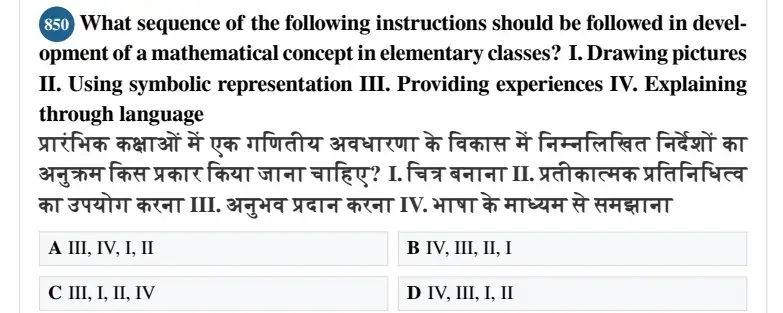 850 What sequence of the following instructions should be followed in devel-
opment of a mathematical concept in elementary classes? I. Drawing pictures
II. Using symbolic representation III. Providing experiences IV. Explaining
through language
प्रारंभिक कक्षाओं में एक गणितीय अवधारणा के विकास में निम्नलिखित निर्देशों का
अनुक्रम किस प्रकार किया जाना चाहिए? I. चित्र बनाना II. प्रतीकात्मक प्रतिनिधित्व
का उपयोग करना III. अनुभव प्रदान करना IV. भाषा के माध्यम से समझाना
A III, IV, I, II
B IV, III, II, I
C III, I, II, IV
D IV, III, I, II